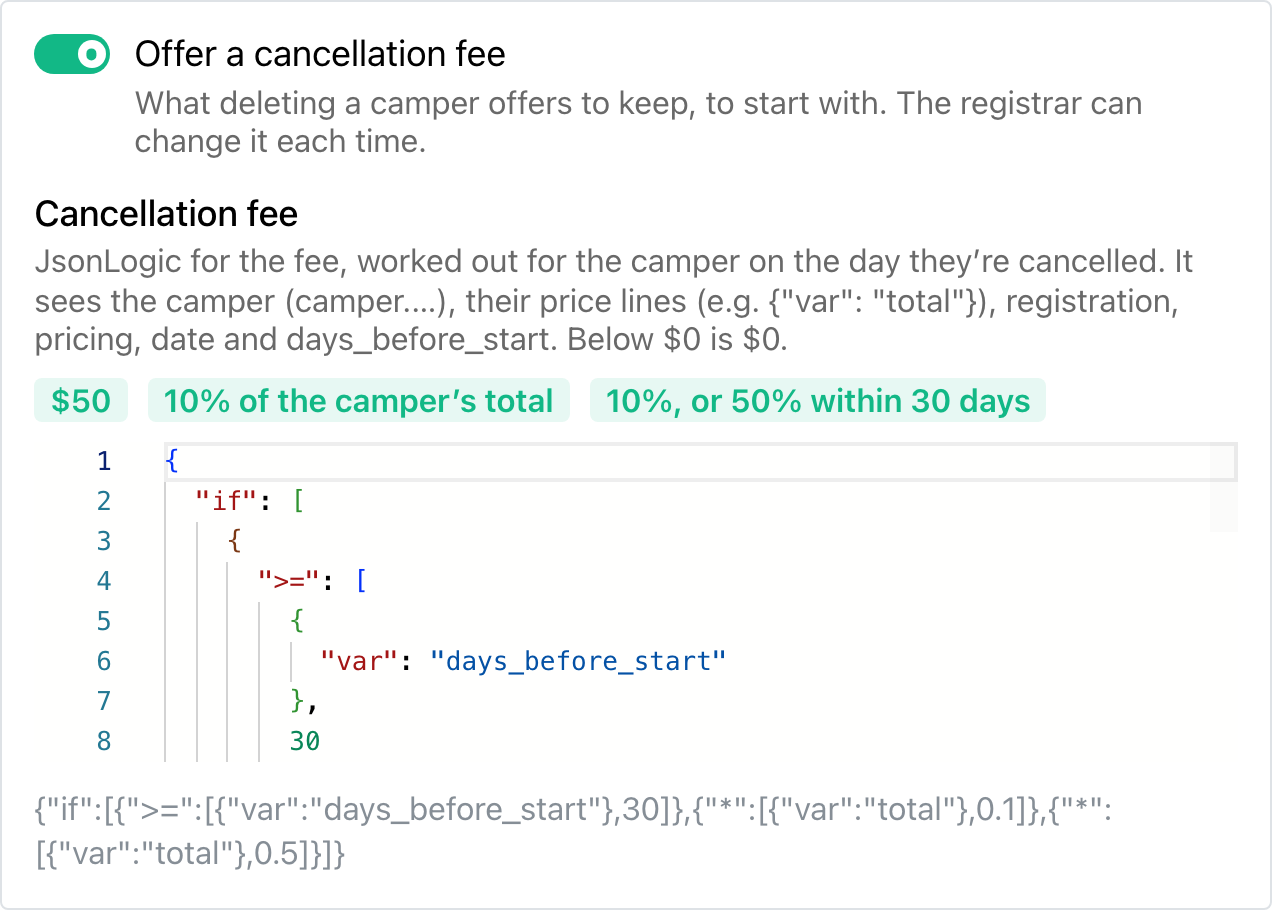 Offer a cancellation fee
What deleting a camper offers to keep, to start with. The registrar can
change it each time.
Cancellation fee
JsonLogic for the fee, worked out for the camper on the day they’re cancelled. It
sees the camper (camper.…), their price lines (e.g. {"var": "total"}), registration,
pricing, date and days_before_start. Below $0 is $0.
$50 10% of the camper’s total 10%, or 50% within 30 days
1 {
2 "if": [
3 {
4 ">=": [
5 {
6 "var": "days_before_start"
7 },
8 30
{"if":[{">=":[{"var":"days_before_start"},30]},{"*":[{"var":"total"},0.1]},{"*":
[{"var":"total"},0.5]}]}